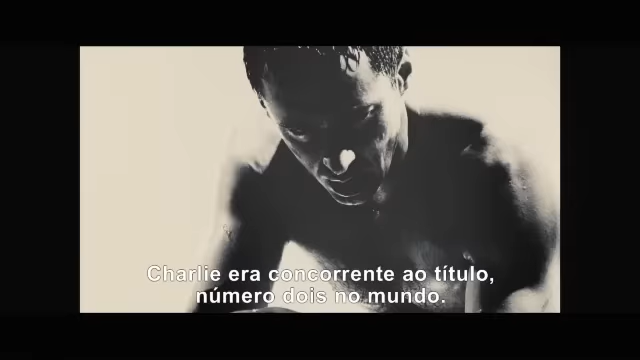 Charlie era concorrente ao título,
número dois no mundo.